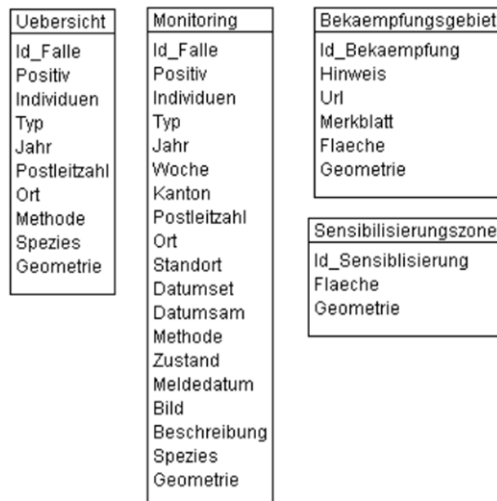 Uebersicht
Id_Falle
Positiv
Individuen
Typ
Jahr
Postleitzahl
Ort
Methode
Spezies
Geometrie
Monitoring
Id_Falle
Positiv
Individuen
Typ
Jahr
Woche
Kanton
Postleitzahl
Ort
Standort
Datumset
Datumsam
Methode
Zustand
Meldedatum
Bild
Beschreibung
Spezies
Geometrie
Bekaempfungsgebiet
Id_Bekaempfung
Hinweis
Url
Merkblatt
Flaeche
Geometrie
Sensibilisierungszone
Id_Sensiblisierung
Flaeche
Geometrie